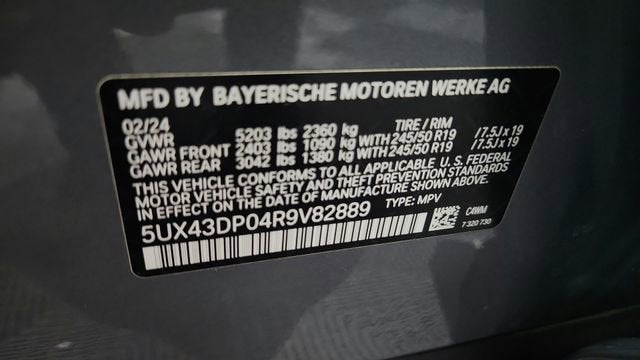 MFD BY BAYERISCHE MOTOREN WERKE AG
02/24 TIRE / RIM
GVWR 5203 lbs 2360 kg
GAWR FRONT 2403 lbs 1090 kg 245/50 R19 / 7.5J x 19
GAWR REAR 3042 lbs 1380 kg 245/50 R19 / 7.5J x 19
THIS VEHICLE CONFORMS TO ALL APPLICABLE U. S. FEDERAL
MOTOR VEHICLE SAFETY AND THEFT PREVENTION STANDARDS
IN EFFECT ON THE DATE OF MANUFACTURE SHOWN ABOVE.
5UX43DP04R9V82889 TYPE: MPV
C4WM
7 320 730